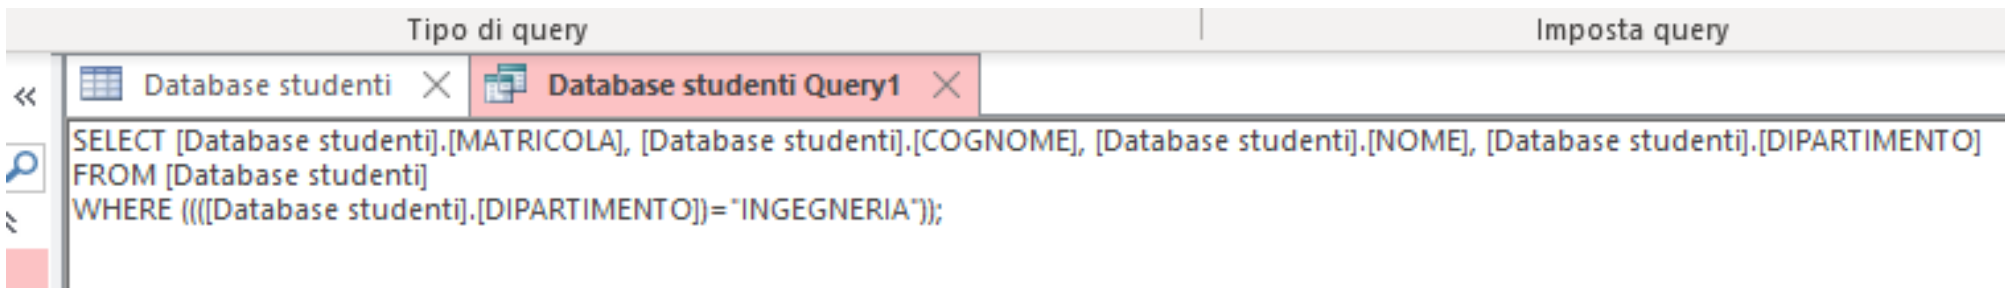 Tipo di query Imposta query
Database studenti Database studenti Query1
SELECT [Database studenti].[MATRICOLA], [Database studenti].[COGNOME], [Database studenti].[NOME], [Database studenti].[DIPARTIMENTO]
FROM [Database studenti]
WHERE ((([Database studenti].[DIPARTIMENTO])="INGEGNERIA"));